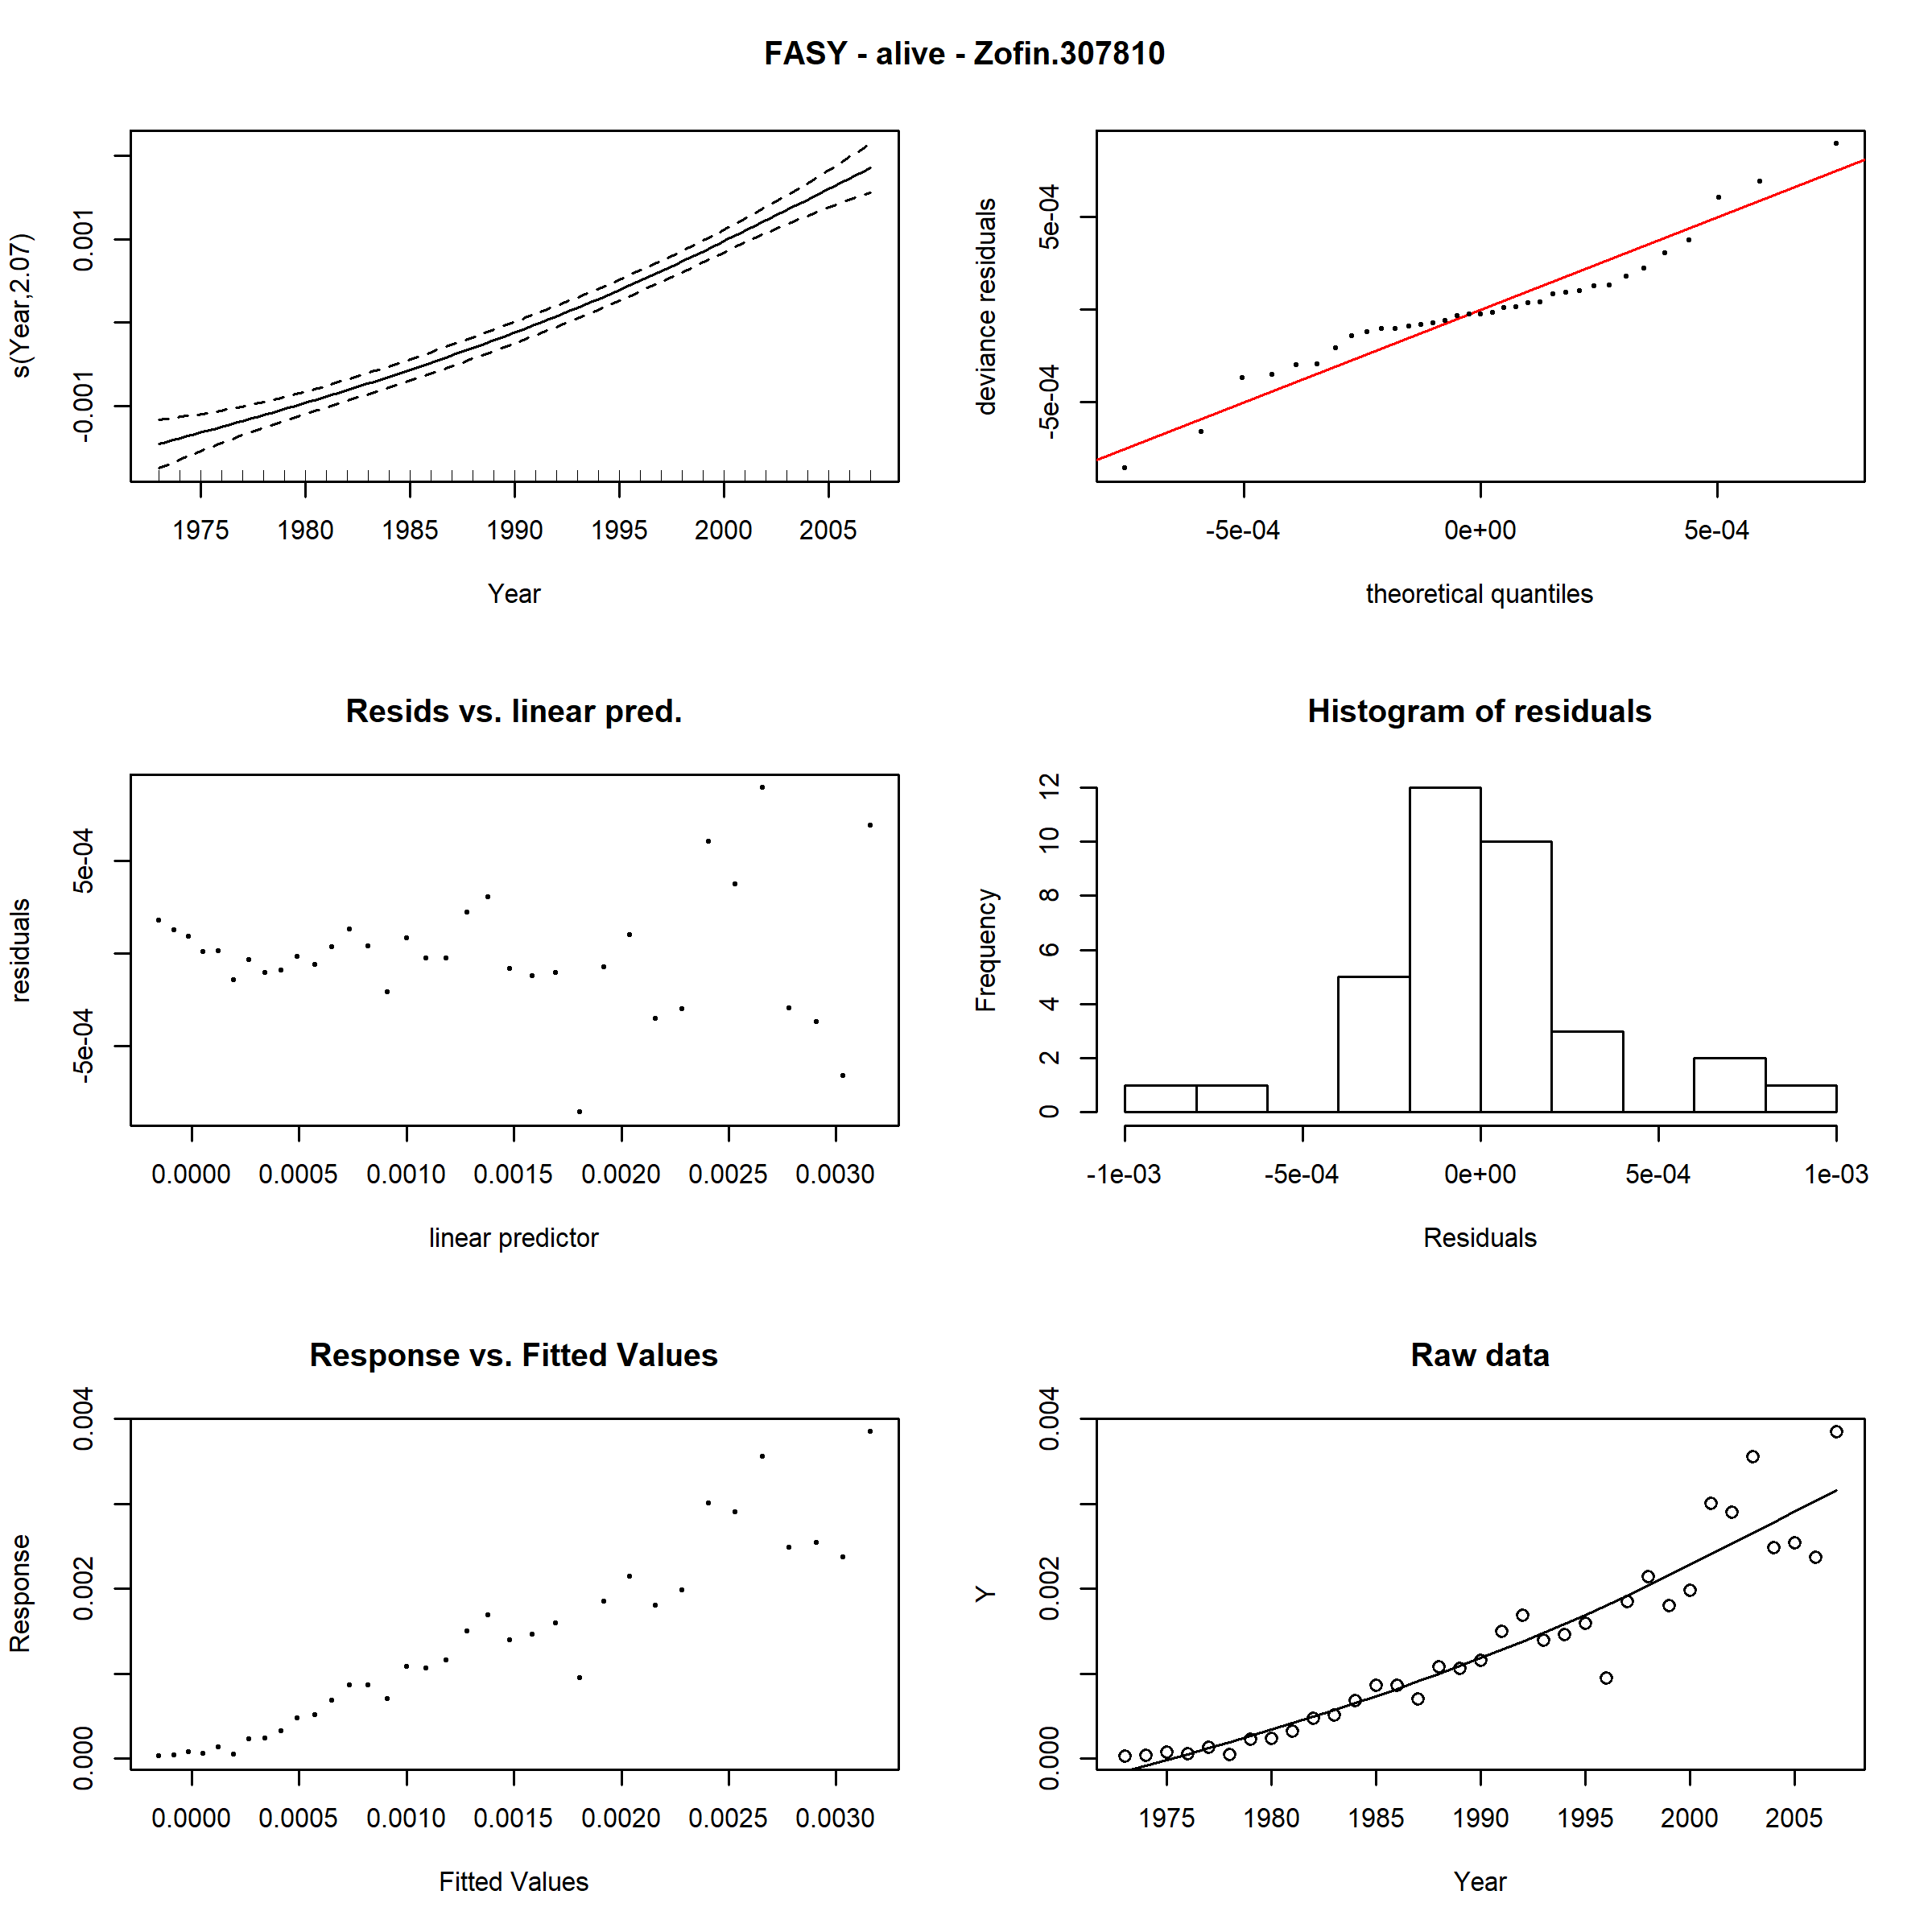 FASY - alive - Zofin.307810
s(Year,2.07)
0.001
-0.001
1975 1980 1985 1990 1995 2000 2005
Year
deviance residuals
5e-04
-5e-04
-5e-04 0e+00 5e-04
theoretical quantiles
Resids vs. linear pred.
residuals
5e-04
-5e-04
0.0000 0.0005 0.0010 0.0015 0.0020 0.0025 0.0030
linear predictor
Histogram of residuals
Frequency
12
10
8
6
4
2
0
-1e-03 -5e-04 0e+00 5e-04 1e-03
Residuals
Response vs. Fitted Values
Response
0.004
0.002
0.000
0.0000 0.0005 0.0010 0.0015 0.0020 0.0025 0.0030
Fitted Values
Raw data
Y
0.004
0.002
0.000
1975 1980 1985 1990 1995 2000 2005
Year